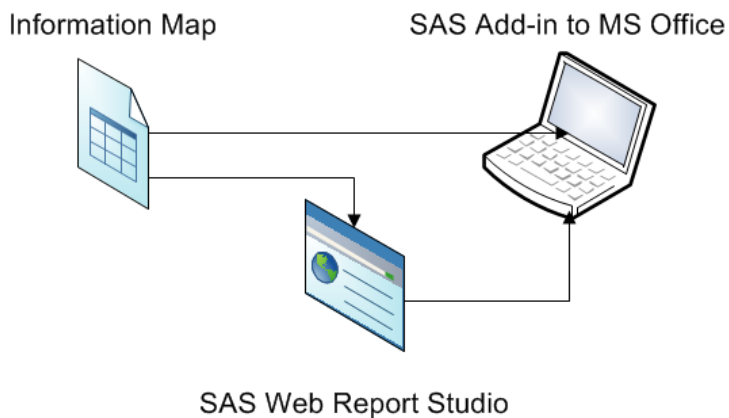 Information Map
SAS Add-in to MS Office
SAS Web Report Studio